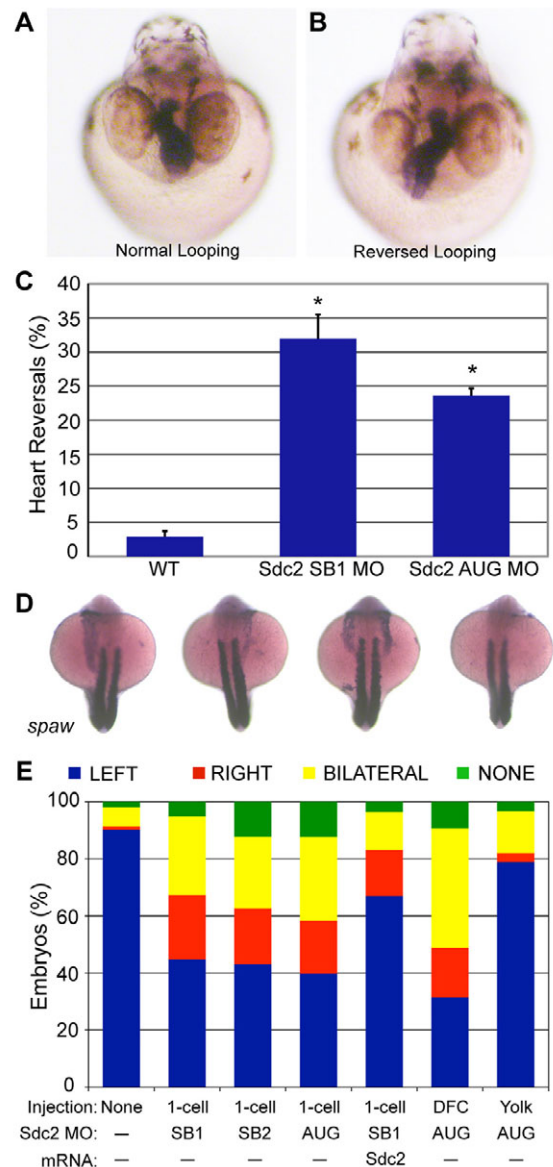 A
B
Normal Looping
Reversed Looping
C
Heart Reversals (%)
40
35
30
25
20
15
10
5
0
*
*
WT
Sdc2 SB1 MO
Sdc2 AUG MO
D
spaw
E
LEFT RIGHT BILATERAL NONE
Embryos (%)
100
80
60
40
20
0
Injection: None 1-cell 1-cell 1-cell 1-cell DFC Yolk
Sdc2 MO: — SB1 SB2 AUG SB1 AUG AUG
mRNA: — — — — Sdc2 — —